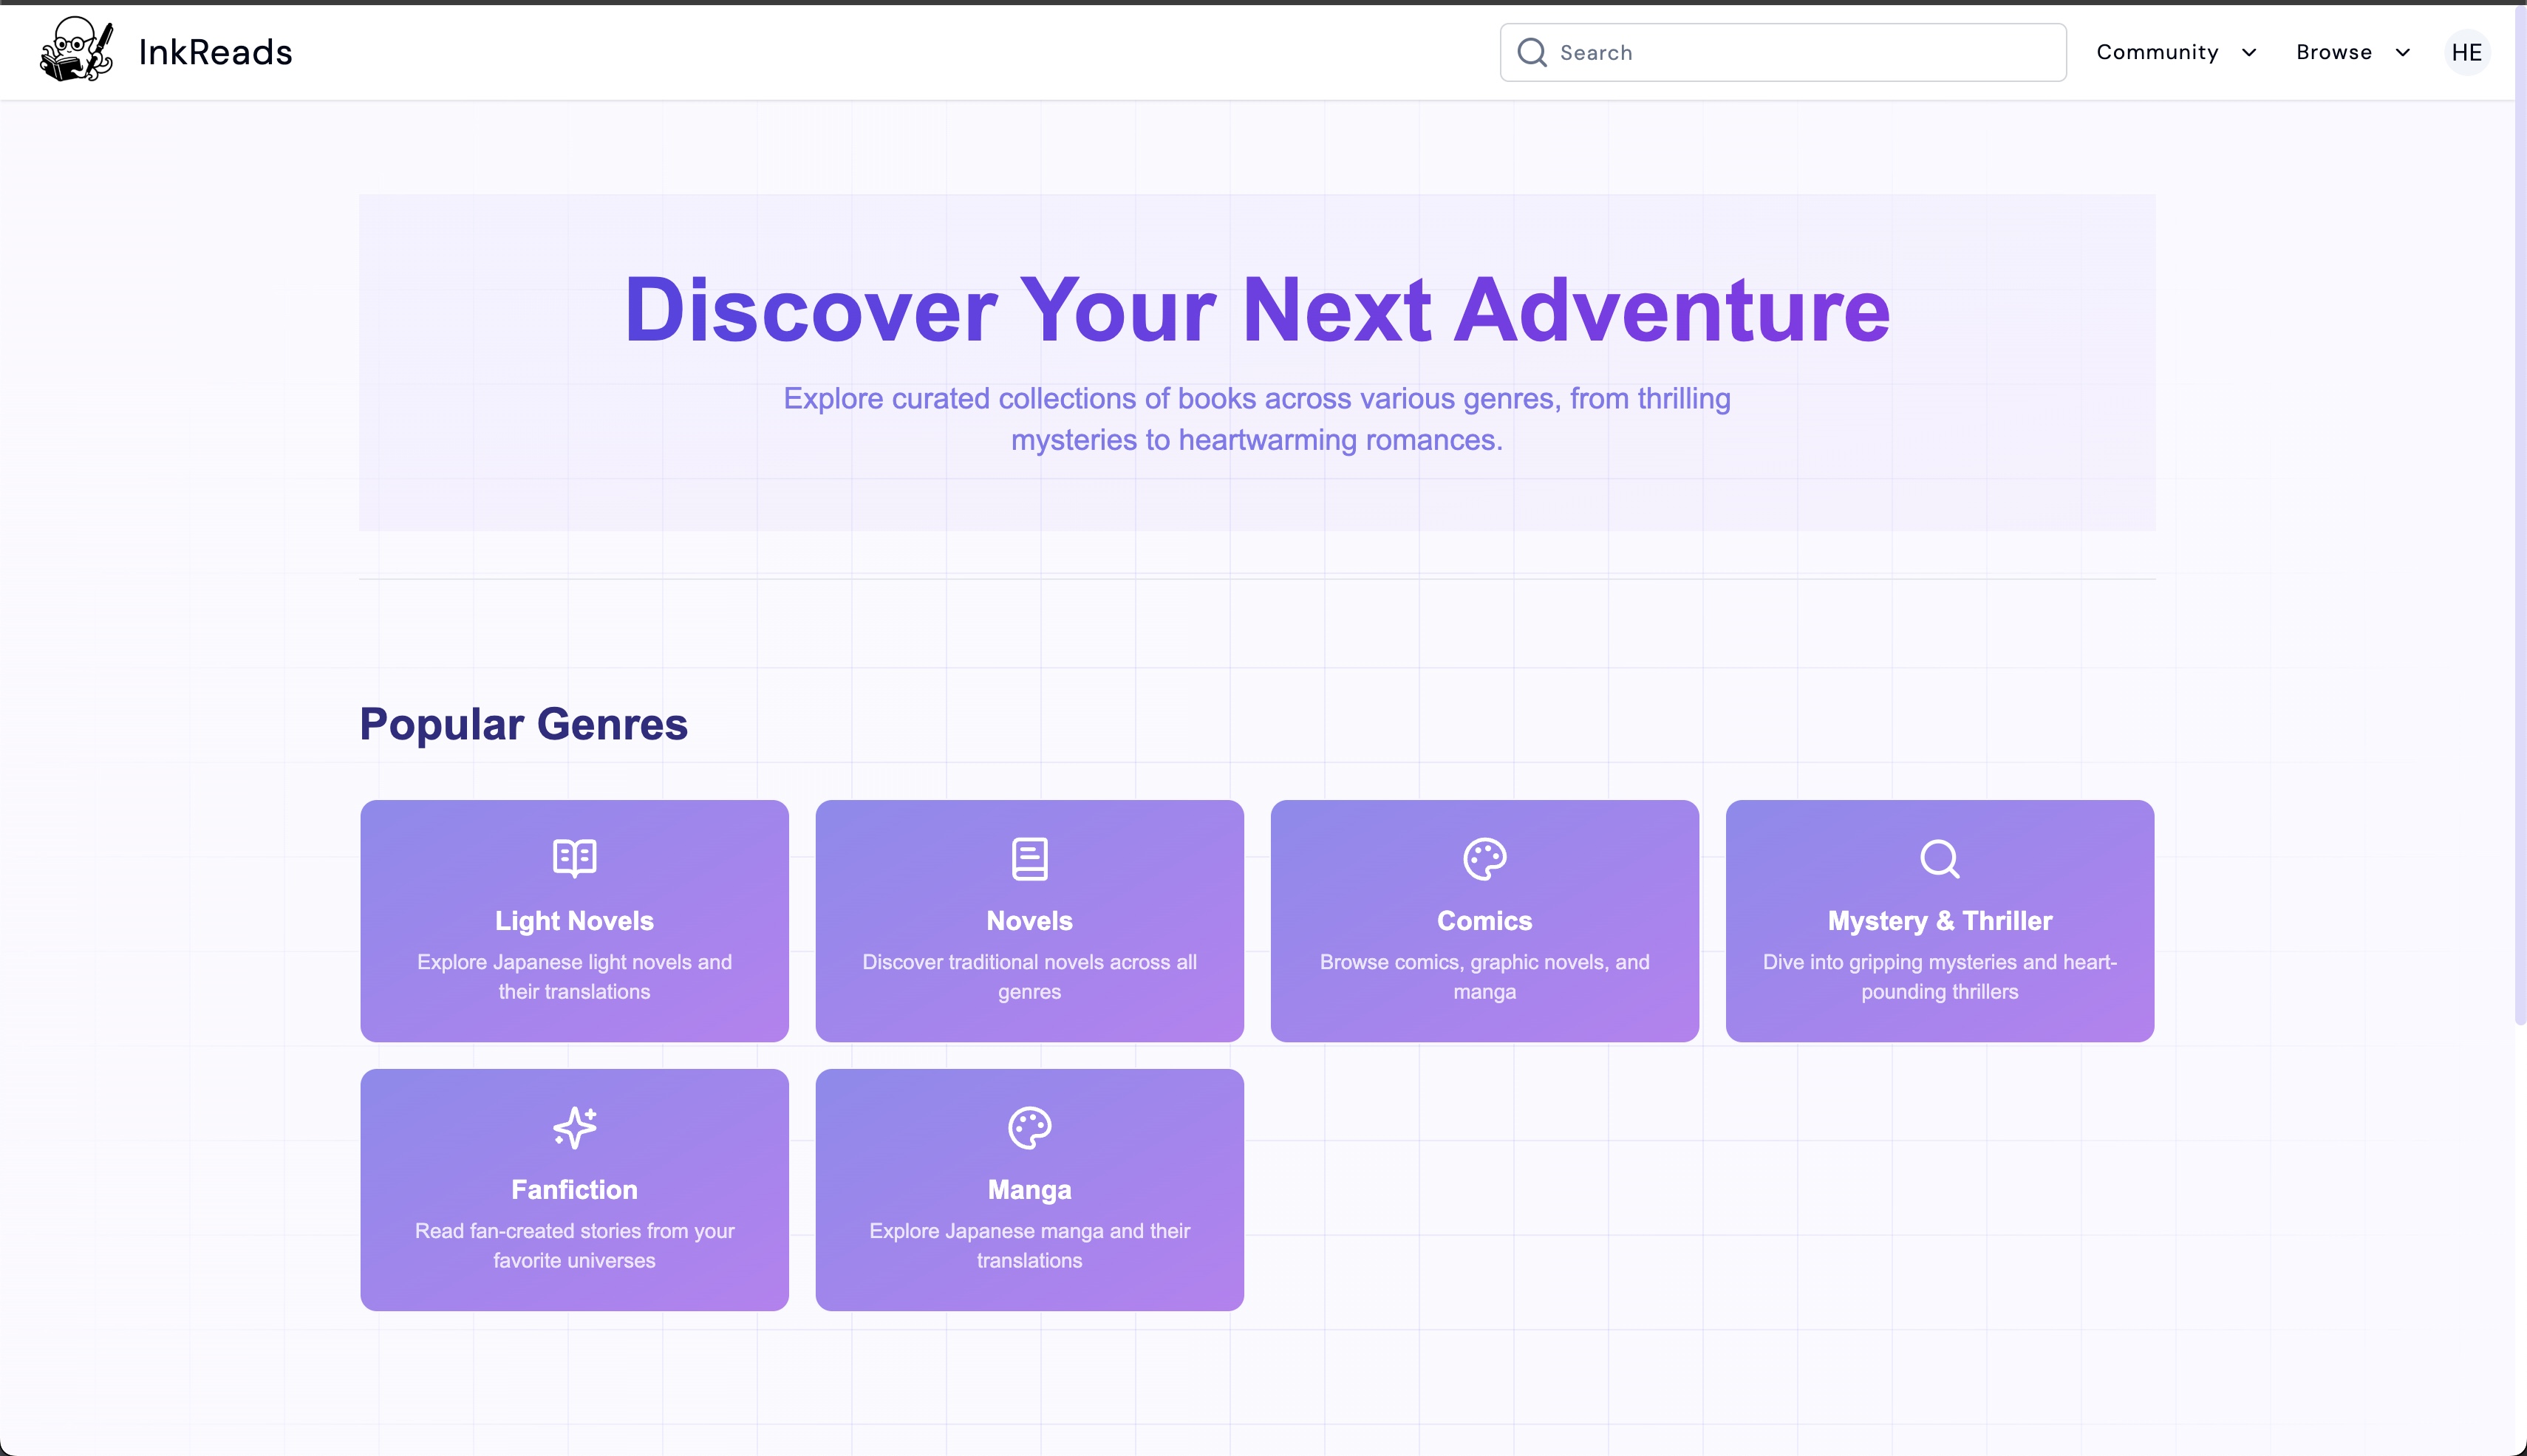 InkReads
Search
Community
Browse
HE
Discover Your Next Adventure
Explore curated collections of books across various genres, from thrilling
mysteries to heartwarming romances.
Popular Genres
Light Novels
Explore Japanese light novels and
their translations
Novels
Discover traditional novels across all
genres
Comics
Browse comics, graphic novels, and
manga
Mystery & Thriller
Dive into gripping mysteries and heart-
pounding thrillers
Fanfiction
Read fan-created stories from your
favorite universes
Manga
Explore Japanese manga and their
translations